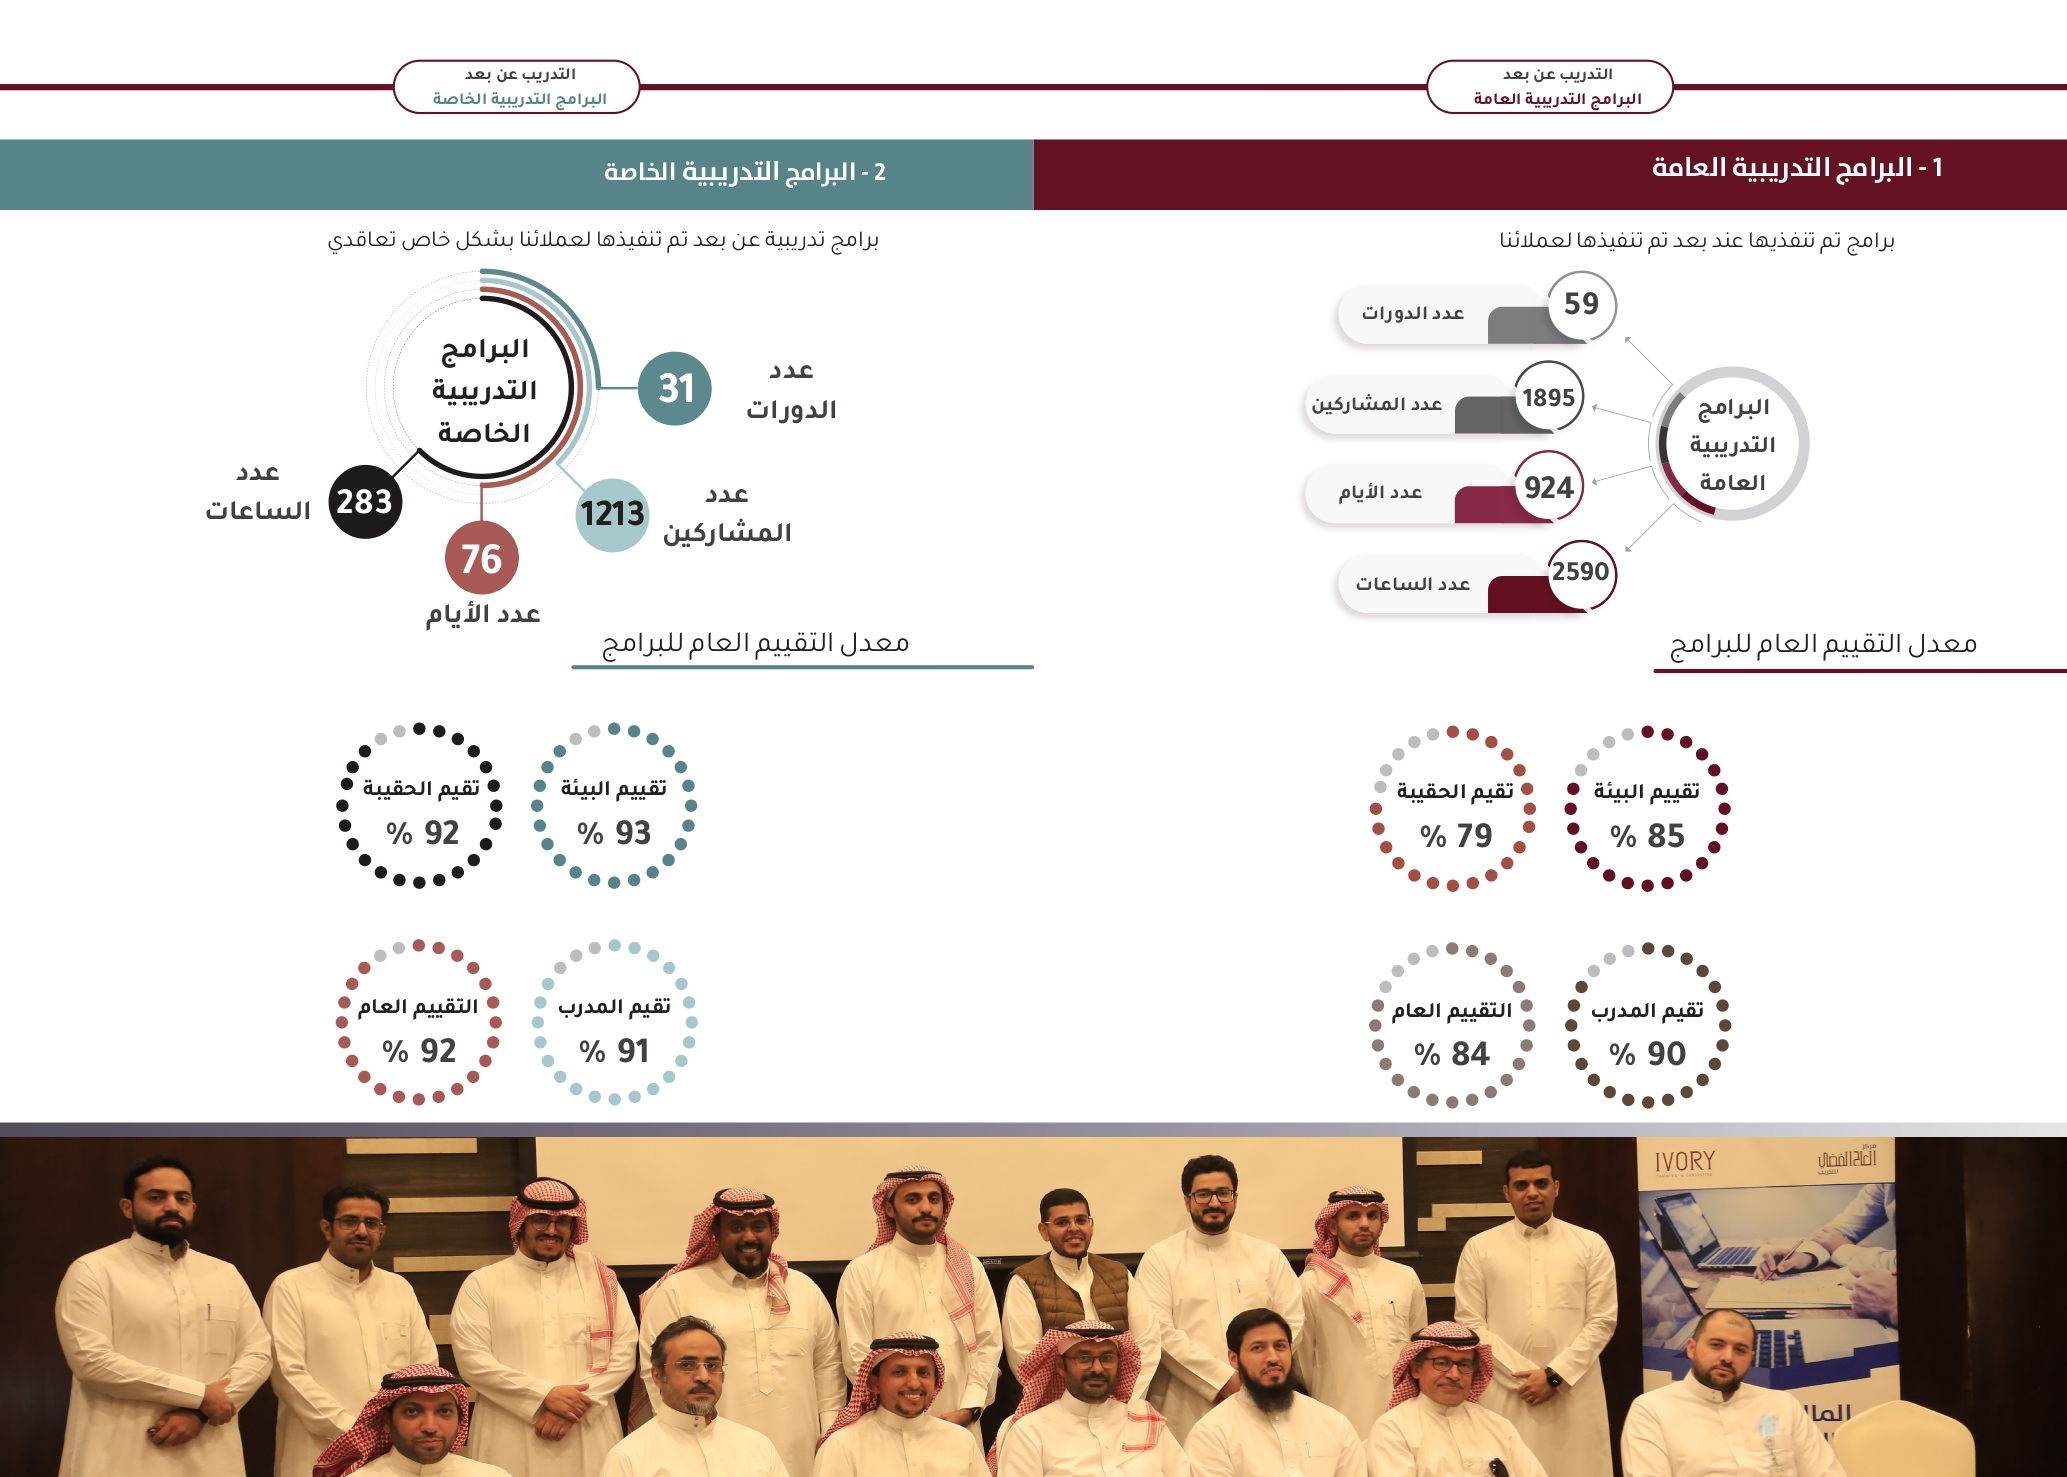 التدريب عن بعد
البرامج التدريبية العامة
1 - البرامج التدريبية العامة
برامج تم تنفذيها عند بعد تم تنفيذها لعملائنا
البرامج
التدريبية
العامة
59
عدد الدورات
1895
عدد المشاركين
924
عدد الأيام
2590
عدد الساعات
معدل التقييم العام للبرامج
تقييم البيئة
85 %
تقيم الحقيبة
79 %
تقيم المدرب
90 %
التقييم العام
84 %
التدريب عن بعد
البرامج التدريبية الخاصة
2 - البرامج التدريبية الخاصة
برامج تدريبية عن بعد تم تنفيذها لعملائنا بشكل خاص تعاقدي
البرامج
التدريبية
الخاصة
31
عدد
الدورات
1213
عدد
المشاركين
76
عدد الأيام
283
عدد
الساعات
معدل التقييم العام للبرامج
تقييم البيئة
93 %
تقيم الحقيبة
92 %
تقيم المدرب
91 %
التقييم العام
92 %
IVORY
مركز
العاج الفضي
للتدريب
المال